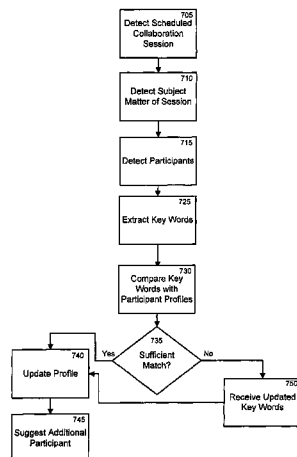 705
Detect Scheduled
Collaboration
Session
710
Detect Subject
Matter of Session
715
Detect Participants
725
Extract Key Words
730
Compare Key
Words with
Participant Profiles
735
Sufficient
Match?
Yes
No
740
Update Profile
750
Receive Updated
Key Words
745
Suggest Additional
Participant